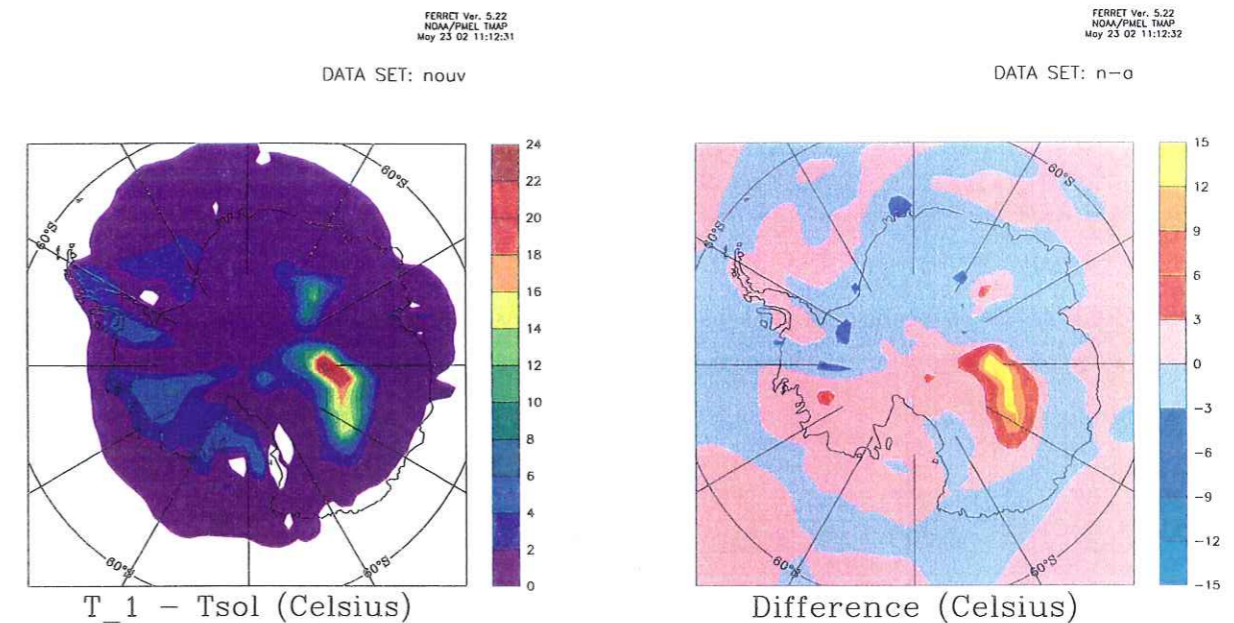 FERRET Ver. 5.22
NOAA/PMEL TMAP
May 23 02 11:12:31
DATA SET: nouv
60°S
60°S
60°S
60°S
24
22
20
18
16
14
12
10
8
6
4
2
0
T_1 - Tsol (Celsius)
FERRET Ver. 5.22
NOAA/PMEL TMAP
May 23 02 11:12:32
DATA SET: n-a
60°S
60°S
60°S
60°S
15
12
9
6
3
0
-3
-6
-9
-12
-15
Difference (Celsius)